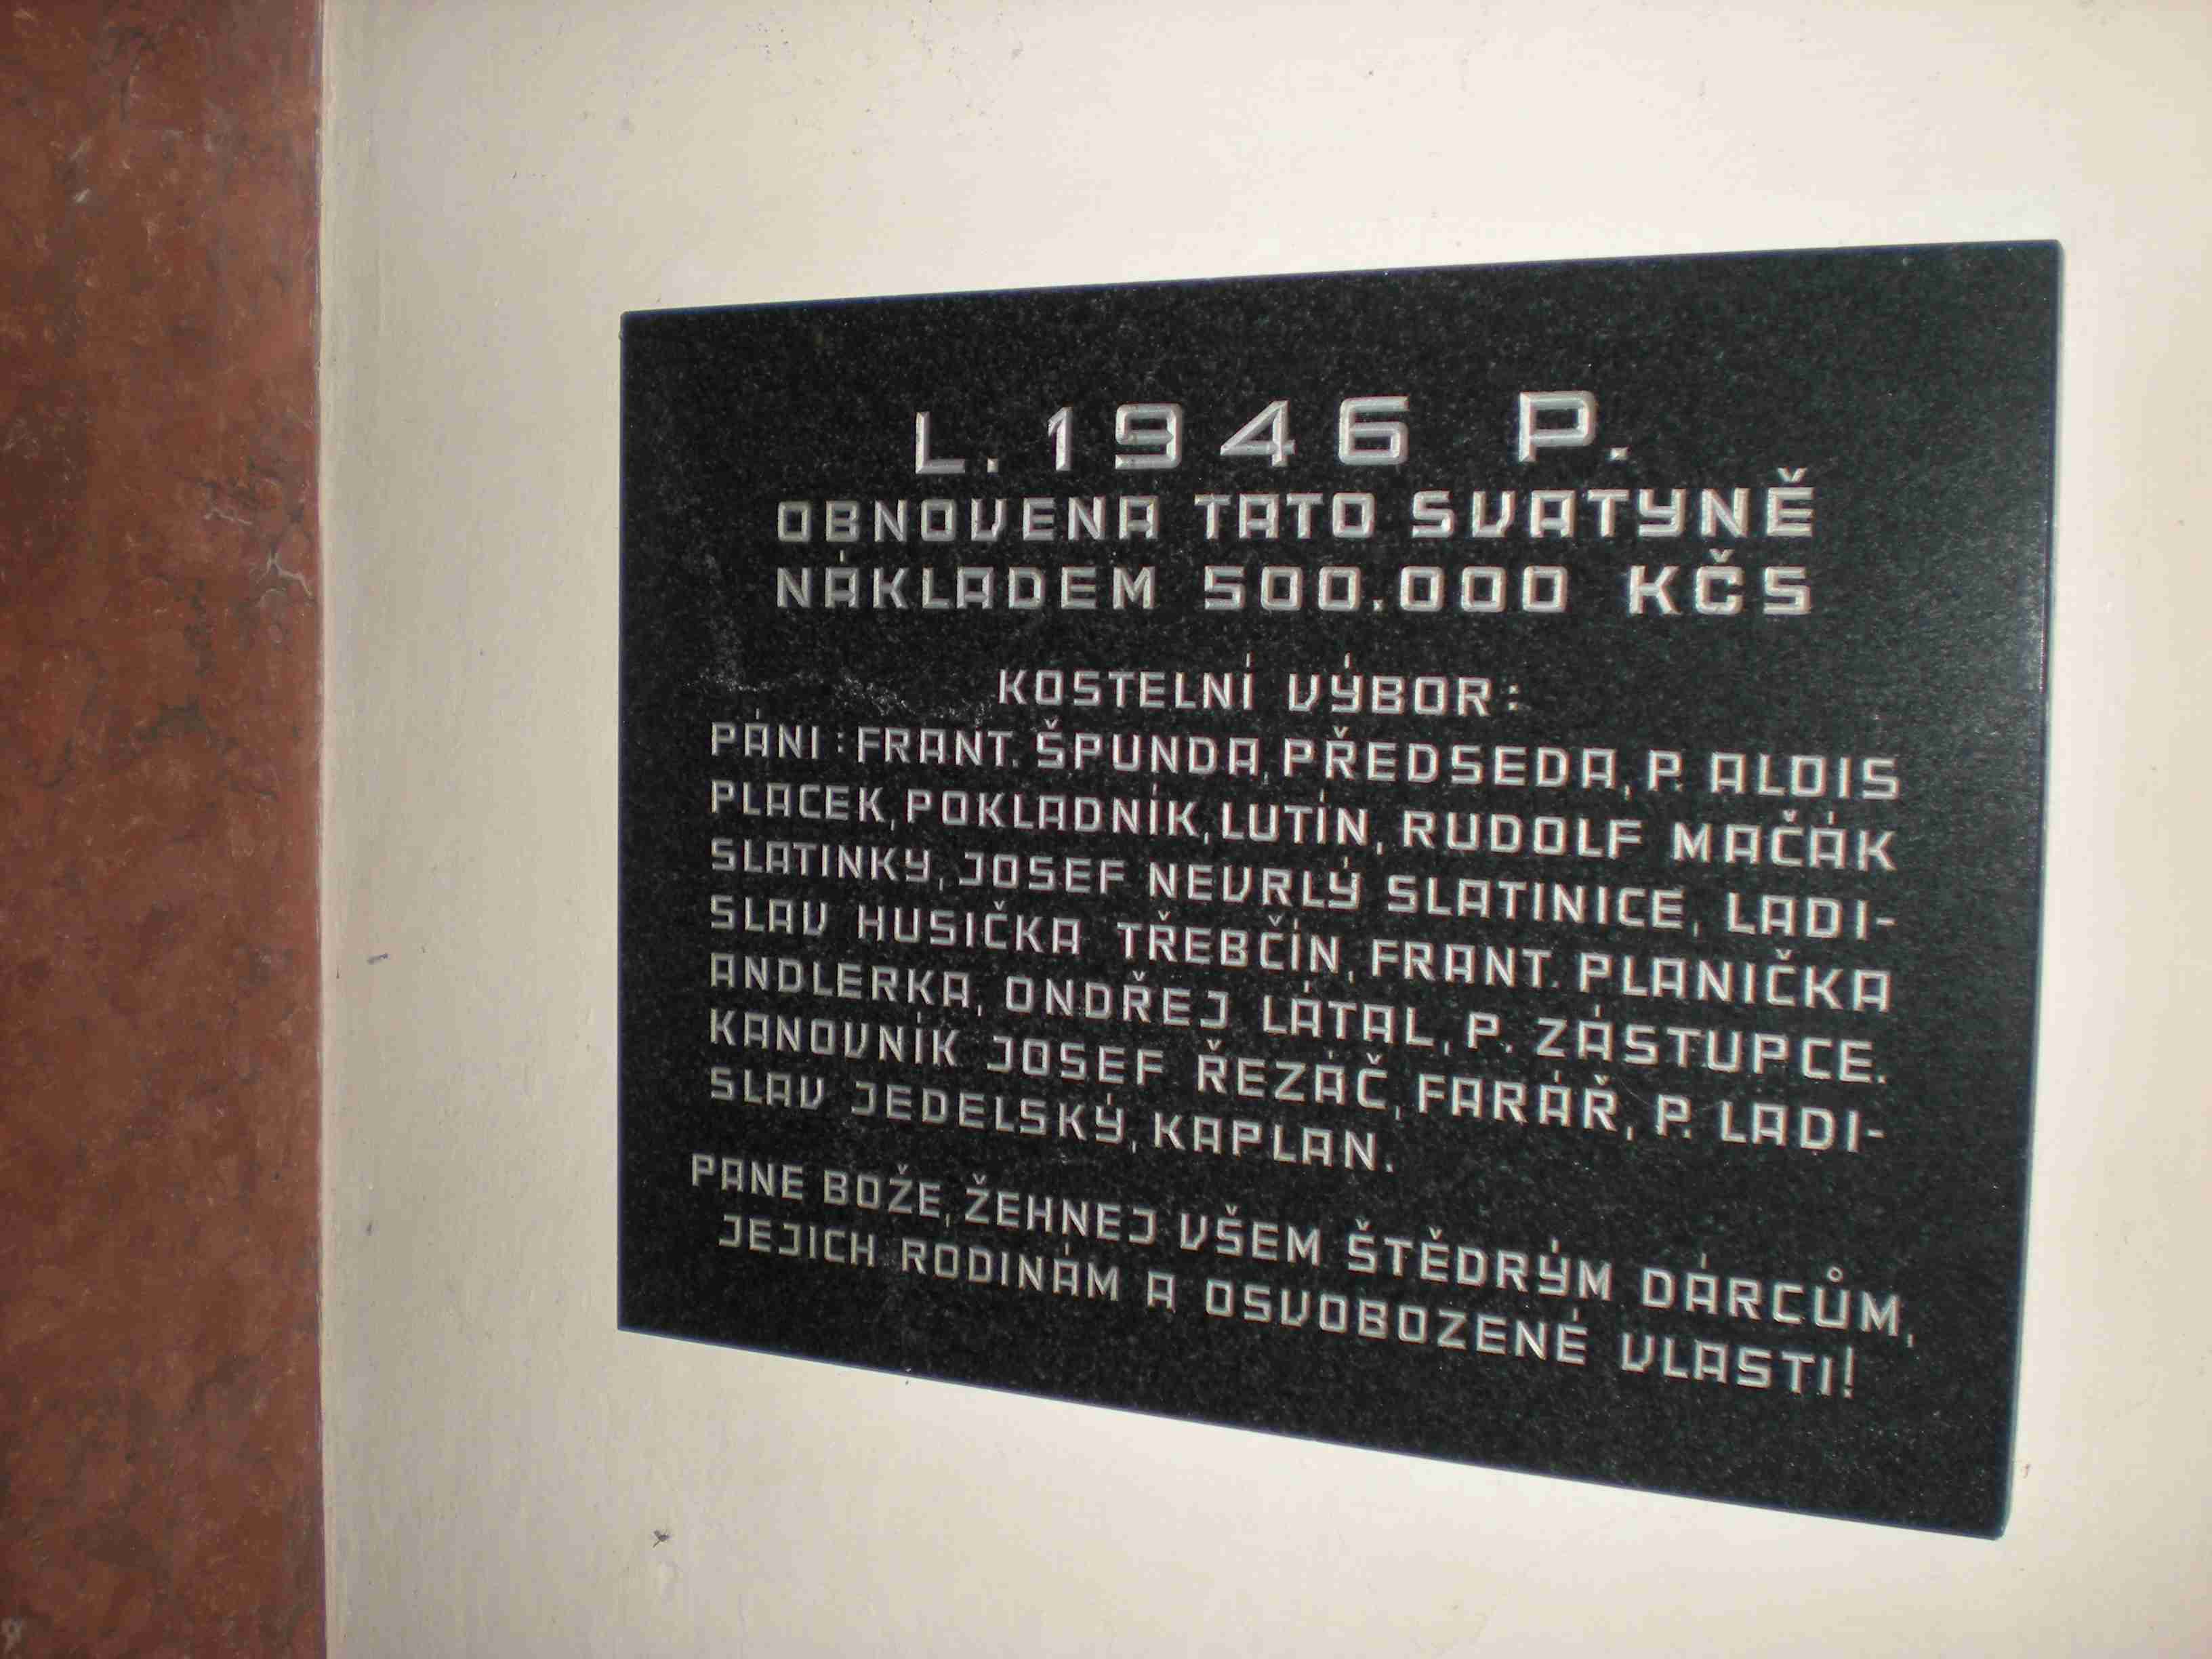 L. 1946 P.
OBNOVENA TATO SVATYNĚ
NÁKLADEM 500.000 KČS
KOSTELNÍ VÝBOR:
PÁNI: FRANT. ŠPUNDA, PŘEDSEDA, P. ALOIS
PLACEK, POKLADNÍK, LUTÍN, RUDOLF MAČÁK
SLATINKY, JOSEF NEVRLÝ SLATINICE, LADI-
SLAV HUSIČKA TŘEBČÍN, FRANT. PLANIČKA
ANDLERKA, ONDŘEJ LÁTAL, P. ZÁSTUPCE.
KANOVNÍK JOSEF ŘEZÁČ, FARÁŘ, P. LADI-
SLAV JEDELSKÝ, KAPLAN.
PANE BOŽE, ŽEHNEJ VŠEM ŠTĚDRÝM DÁRCŮM,
JEJICH RODINÁM A OSVOBOZENÉ VLASTI!